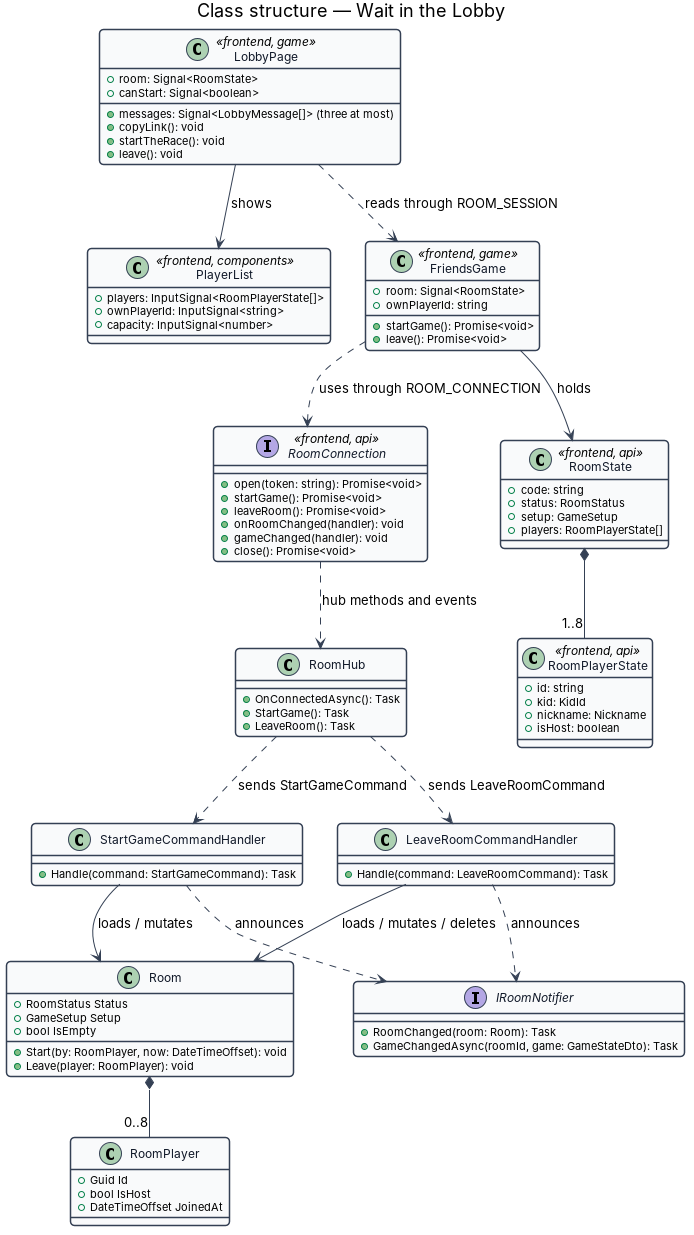 Class structure — Wait in the Lobby
C «frontend, game»
LobbyPage
room: Signal<RoomState>
canStart: Signal<boolean>
messages: Signal<LobbyMessage[]> (three at most)
copyLink(): void
startTheRace(): void
leave(): void
shows
reads through ROOM_SESSION
C «frontend, components»
PlayerList
players: InputSignal<RoomPlayerState[]>
ownPlayerId: InputSignal<string>
capacity: InputSignal<number>
C «frontend, game»
FriendsGame
room: Signal<RoomState>
ownPlayerId: string
startGame(): Promise<void>
leave(): Promise<void>
uses through ROOM_CONNECTION
holds
I «frontend, api»
RoomConnection
open(token: string): Promise<void>
startGame(): Promise<void>
leaveRoom(): Promise<void>
onRoomChanged(handler): void
gameChanged(handler): void
close(): Promise<void>
C «frontend, api»
RoomState
code: string
status: RoomStatus
setup: GameSetup
players: RoomPlayerState[]
hub methods and events
1..8
C RoomHub
OnConnectedAsync(): Task
StartGame(): Task
LeaveRoom(): Task
C «frontend, api»
RoomPlayerState
id: string
kid: KidId
nickname: Nickname
isHost: boolean
sends StartGameCommand
sends LeaveRoomCommand
C StartGameCommandHandler
Handle(command: StartGameCommand): Task
C LeaveRoomCommandHandler
Handle(command: LeaveRoomCommand): Task
loads / mutates
announces
loads / mutates / deletes
announces
C Room
RoomStatus Status
GameSetup Setup
bool IsEmpty
Start(by: RoomPlayer, now: DateTimeOffset): void
Leave(player: RoomPlayer): void
I IRoomNotifier
RoomChanged(room: Room): Task
GameChangedAsync(roomId, game: GameStateDto): Task
0..8
C RoomPlayer
Guid Id
bool IsHost
DateTimeOffset JoinedAt